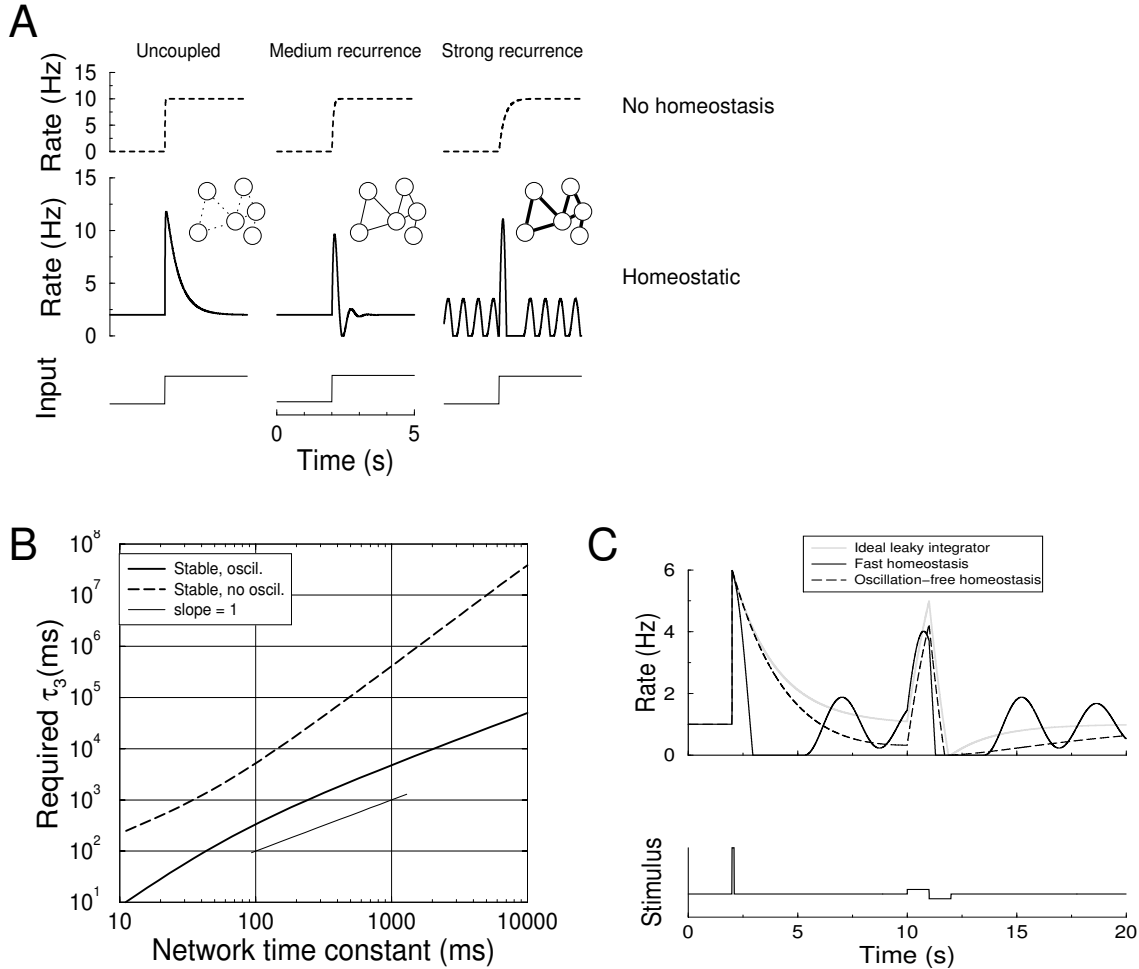 A
Uncoupled
Medium recurrence
Strong recurrence
Rate (Hz)
15
10
5
0
No homeostasis
Rate (Hz)
15
10
5
0
Homeostatic
Input
0
5
Time (s)
B
Required τ3(ms)
10^8
10^7
10^6
10^5
10^4
10^3
10^2
10^1
Stable, oscil.
Stable, no oscil.
slope = 1
10
100
1000
10000
Network time constant (ms)
C
Ideal leaky integrator
Fast homeostasis
Oscillation-free homeostasis
Rate (Hz)
6
4
2
0
Stimulus
0
5
10
15
20
Time (s)